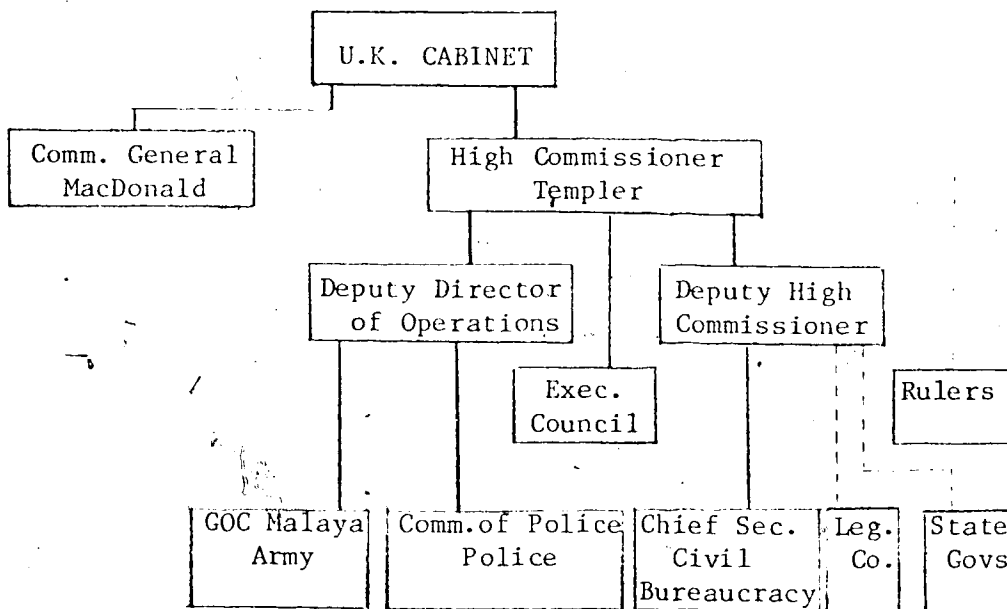 U.K. CABINET
Comm. General
MacDonald
High Commissioner
Templer
Deputy Director
of Operations
Deputy High
Commissioner
Exec.
Council
Rulers
GOC Malaya
Army
Comm.of Police
Police
Chief Sec.
Civil
Bureaucracy
Leg.
Co.
State
Govs